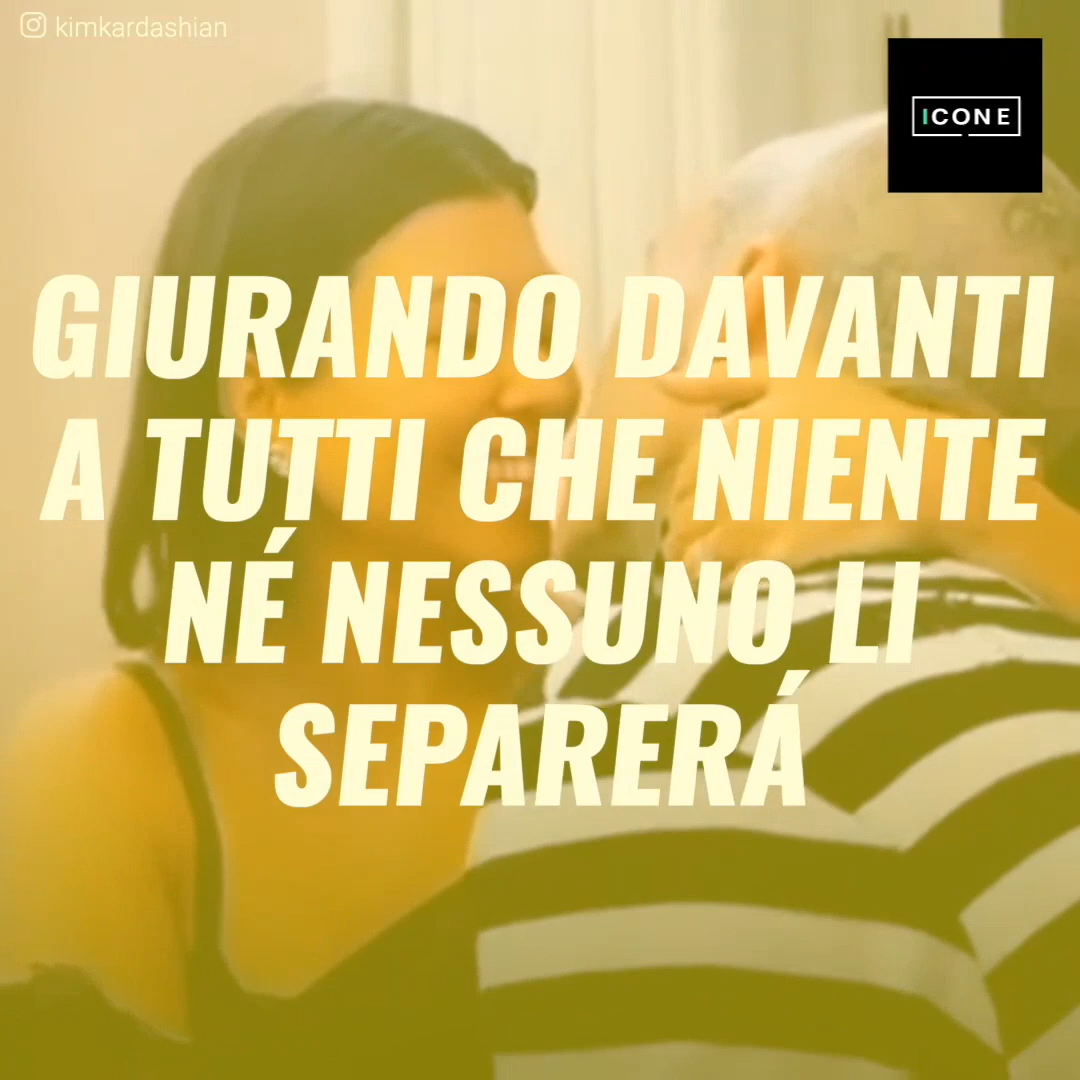 kimkardashian
ICONE
GIURANDO DAVANTI
A TUTTI CHE NIENTE
NÉ NESSUNO LI
SEPARERÁ